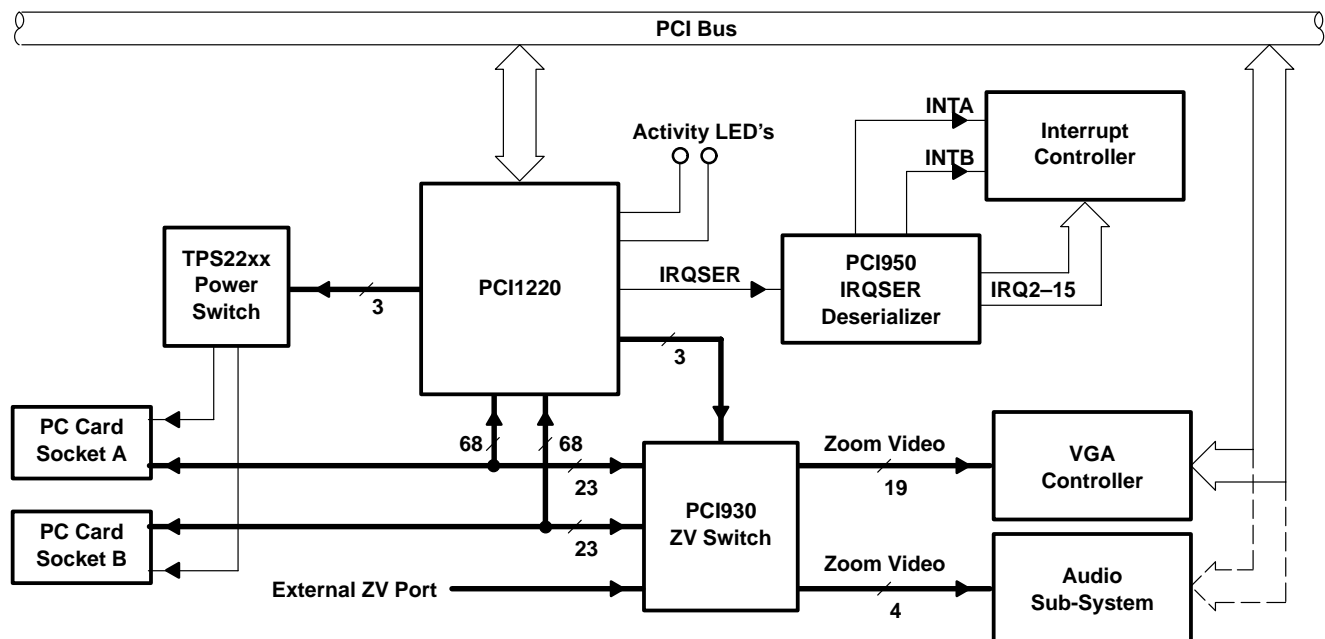 PCI Bus
Activity LED's
INTA
INTB
Interrupt
Controller
TPS22xx
Power
Switch
3
PCI1220
IRQSER
PCI950
IRQSER
Deserializer
IRQ2–15
3
PC Card
Socket A
68
68
23
Zoom Video
19
VGA
Controller
PCI930
ZV Switch
PC Card
Socket B
23
External ZV Port
Zoom Video
4
Audio
Sub-System